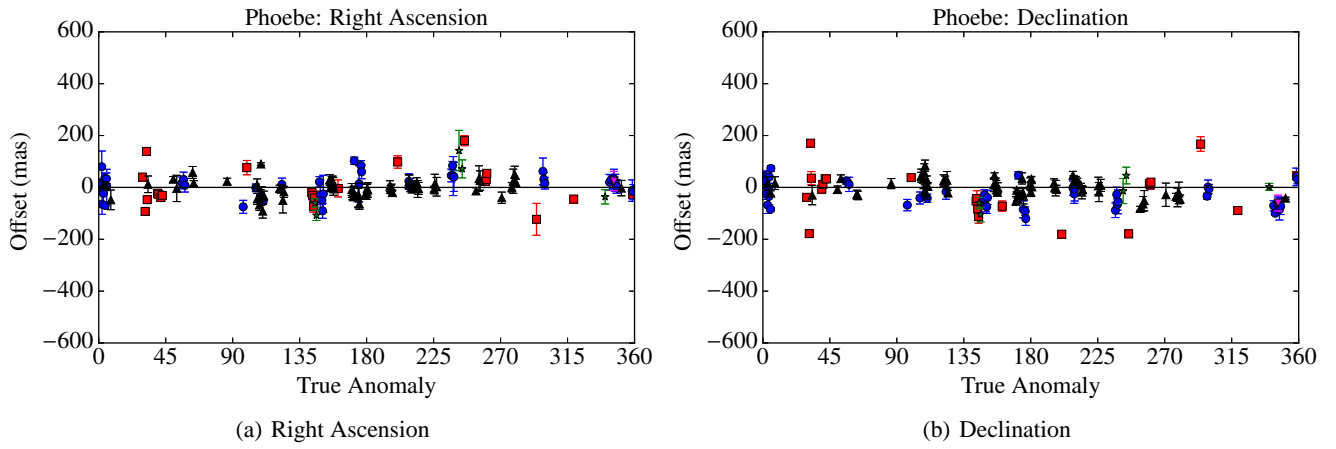 Phoebe: Right Ascension
600
400
200
0
−200
−400
−600
Offset (mas)
0 45 90 135 180 225 270 315 360
True Anomaly
(a) Right Ascension
Phoebe: Declination
600
400
200
0
−200
−400
−600
Offset (mas)
0 45 90 135 180 225 270 315 360
True Anomaly
(b) Declination